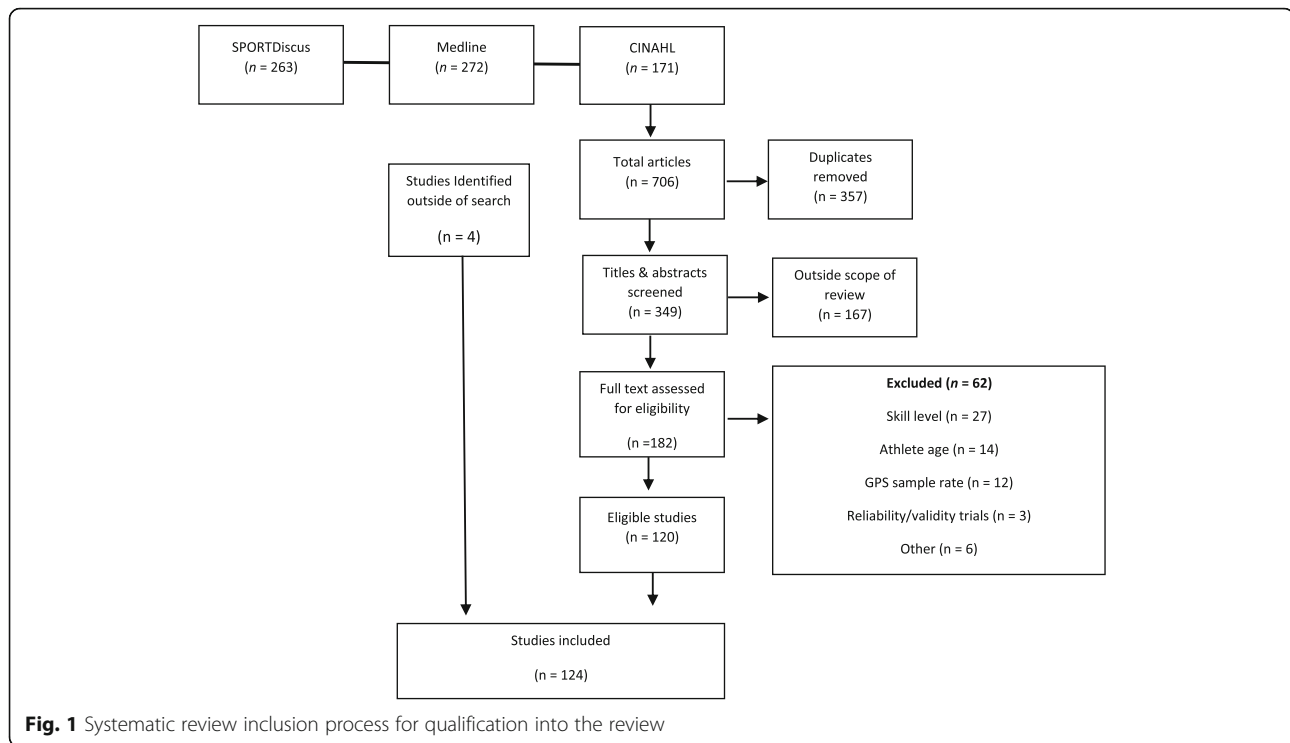 SPORTDiscus
(n = 263)
Medline
(n = 272)
CINAHL
(n = 171)
Total articles
(n = 706)
Duplicates
removed
(n = 357)
Studies Identified
outside of search
(n = 4)
Titles & abstracts
screened
(n = 349)
Outside scope of
review
(n = 167)
Full text assessed
for eligibility
(n =182)
Excluded (n = 62)
Skill level (n = 27)
Athlete age (n = 14)
GPS sample rate (n = 12)
Reliability/validity trials (n = 3)
Other (n = 6)
Eligible studies
(n = 120)
Studies included
(n = 124)
Fig. 1 Systematic review inclusion process for qualification into the review